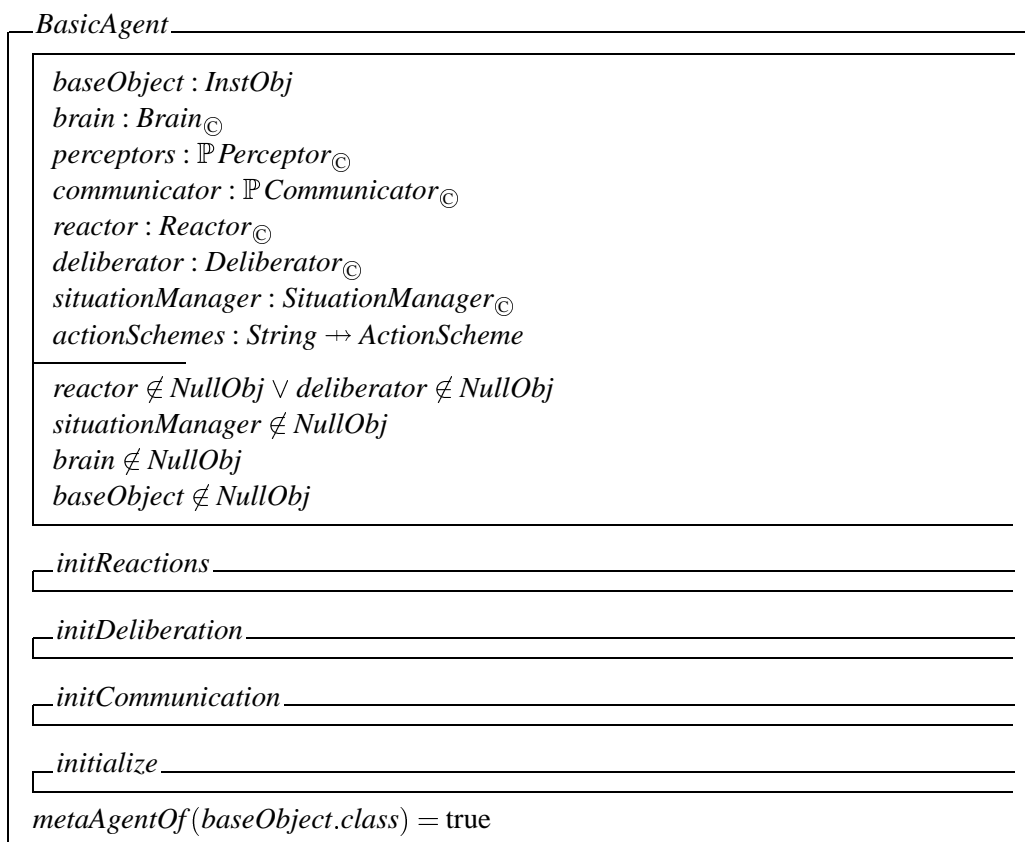 BasicAgent
baseObject : InstObj
brain : Brain©
perceptors : ℙ Perceptor©
communicator : ℙ Communicator©
reactor : Reactor©
deliberator : Deliberator©
situationManager : SituationManager©
actionSchemes : String ⇸ ActionScheme
reactor ∉ NullObj ∨ deliberator ∉ NullObj
situationManager ∉ NullObj
brain ∉ NullObj
baseObject ∉ NullObj
initReactions
initDeliberation
initCommunication
initialize
metaAgentOf(baseObject.class) = true